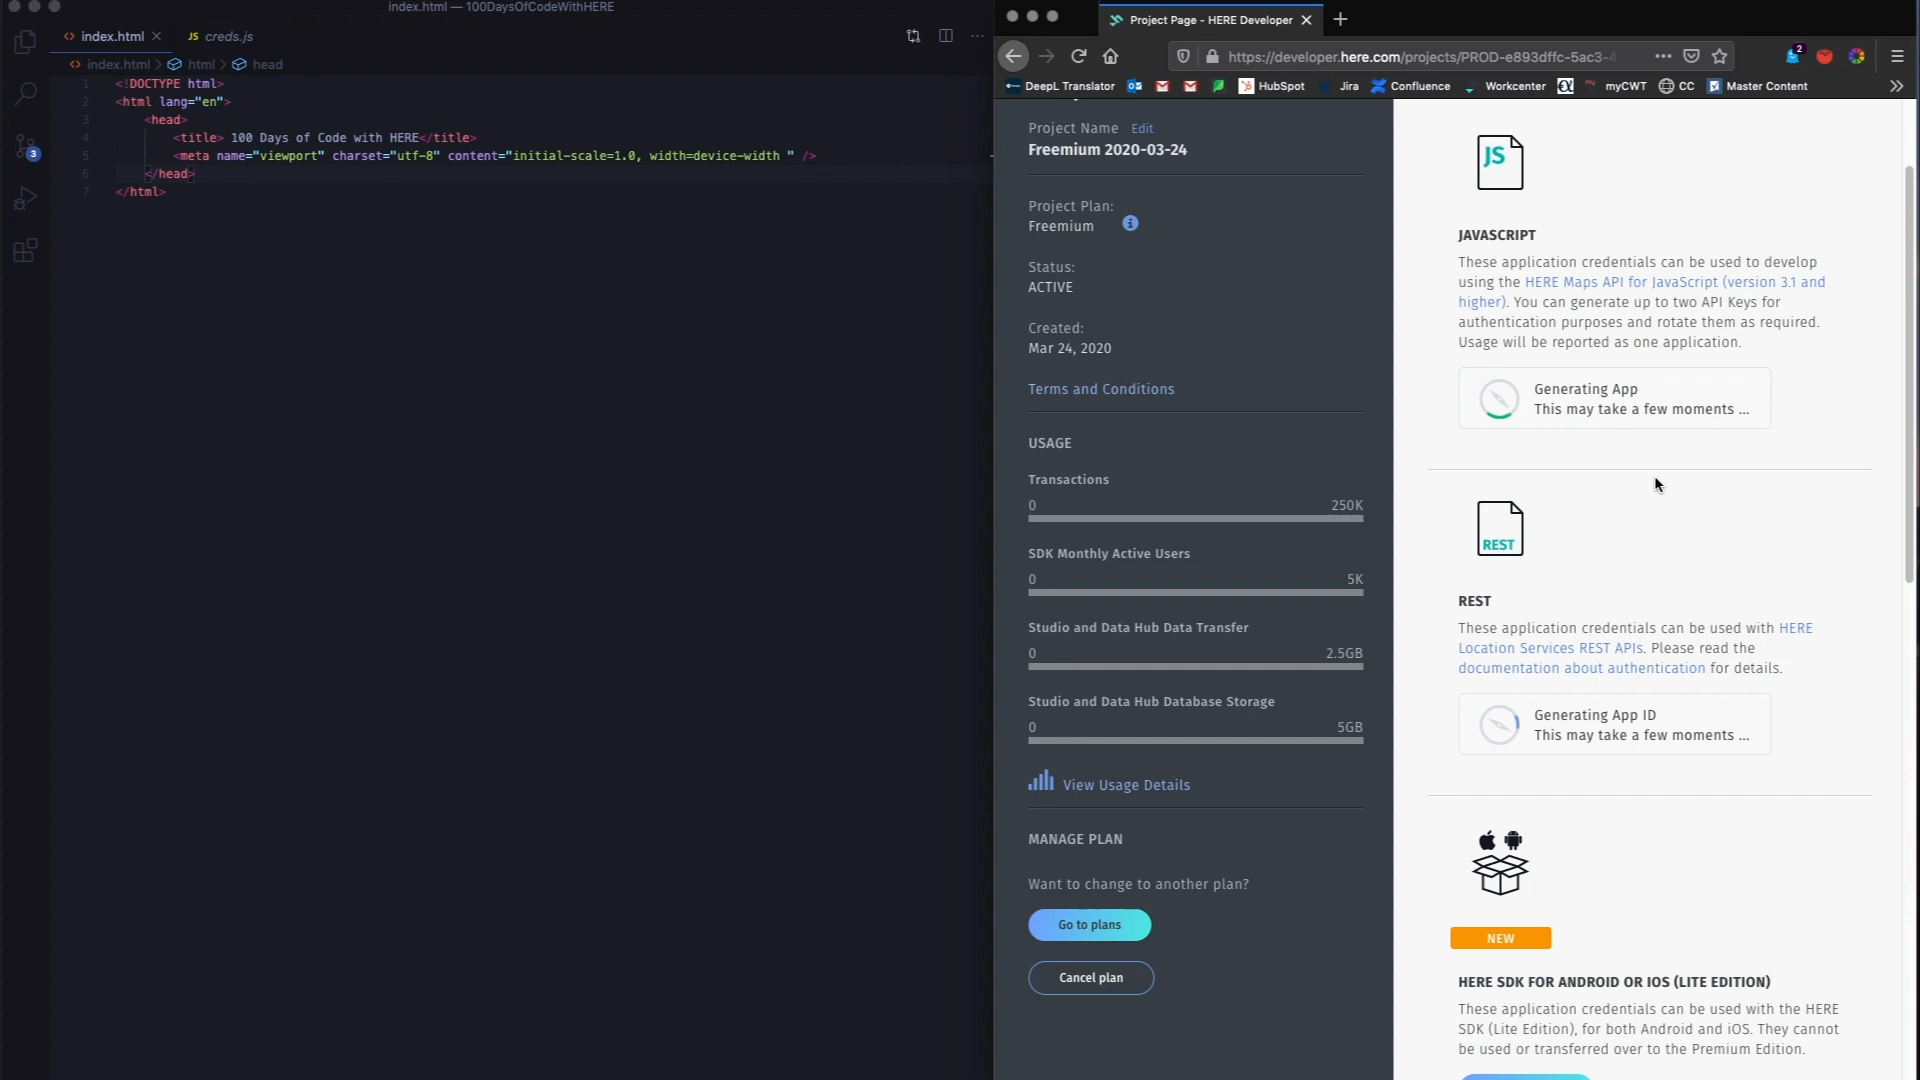 index.html — 100DaysOfCodeWithHERE
index.html
JS creds.js
index.html > html > head
1 <!DOCTYPE html>
2 <html lang="en">
3 <head>
4 <title> 100 Days of Code with HERE</title>
5 <meta name="viewport" charset="utf-8" content="initial-scale=1.0, width=device-width " />
6 </head>
7 </html>
3
Project Page - HERE Developer
https://developer.here.com/projects/PROD-e893dffc-5ac3-4
2
DeepL Translator
HubSpot
Jira
Confluence
Workcenter
myCWT
CC
Master Content
Project Name Edit
Freemium 2020-03-24
Project Plan:
Freemium
Status:
ACTIVE
Created:
Mar 24, 2020
Terms and Conditions
USAGE
Transactions
0 250K
SDK Monthly Active Users
0 5K
Studio and Data Hub Data Transfer
0 2.5GB
Studio and Data Hub Database Storage
0 5GB
View Usage Details
MANAGE PLAN
Want to change to another plan?
Go to plans
Cancel plan
JS
JAVASCRIPT
These application credentials can be used to develop
using the HERE Maps API for JavaScript (version 3.1 and
higher). You can generate up to two API Keys for
authentication purposes and rotate them as required.
Usage will be reported as one application.
Generating App
This may take a few moments ...
REST
REST
These application credentials can be used with HERE
Location Services REST APIs. Please read the
documentation about authentication for details.
Generating App ID
This may take a few moments ...
NEW
HERE SDK FOR ANDROID OR IOS (LITE EDITION)
These application credentials can be used with the HERE
SDK (Lite Edition), for both Android and iOS. They cannot
be used or transferred over to the Premium Edition.